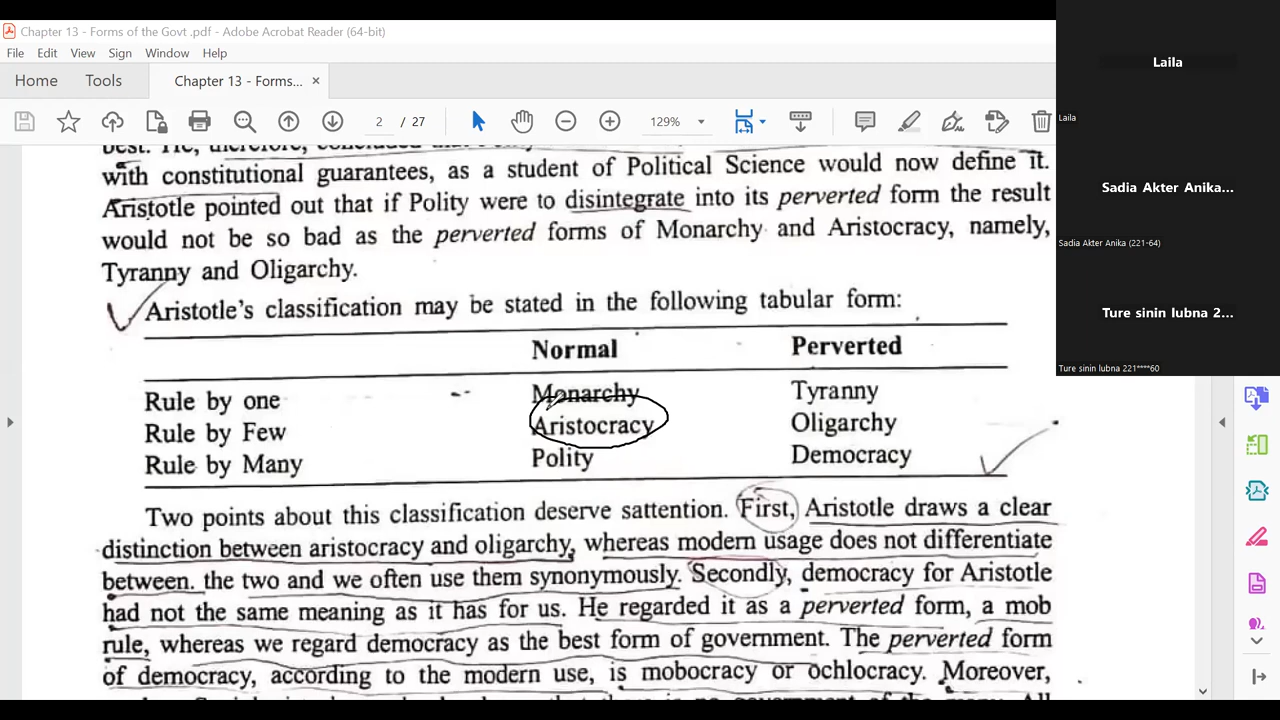 Chapter 13 - Forms of the Govt .pdf - Adobe Acrobat Reader (64-bit)
File Edit View Sign Window Help
Home Tools Chapter 13 - Forms... ×
2 / 27 129%
with constitutional guarantees, as a student of Political Science would now define it.
Aristotle pointed out that if Polity were to disintegrate into its perverted form the result
would not be so bad as the perverted forms of Monarchy and Aristocracy, namely,
Tyranny and Oligarchy.
Aristotle's classification may be stated in the following tabular form:
Normal Perverted
Rule by one Monarchy Tyranny
Rule by Few Aristocracy Oligarchy
Rule by Many Polity Democracy
Two points about this classification deserve sattention. First, Aristotle draws a clear
distinction between aristocracy and oligarchy, whereas modern usage does not differentiate
between. the two and we often use them synonymously. Secondly, democracy for Aristotle
had not the same meaning as it has for us. He regarded it as a perverted form, a mob
rule, whereas we regard democracy as the best form of government. The perverted form
of democracy, according to the modern use, is mobocracy or ochlocracy. Moreover,
Laila
Laila
Sadia Akter Anika...
Sadia Akter Anika (221-64)
Ture sinin lubna 2...
Ture sinin lubna 221****60